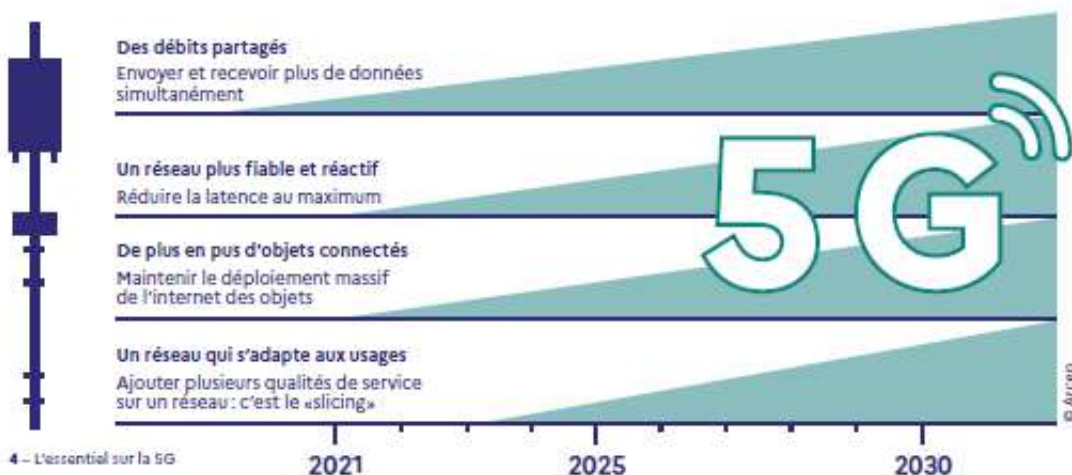 Des débits partagés
Envoyer et recevoir plus de données
simultanément
Un réseau plus fiable et réactif
Réduire la latence au maximum
5G
De plus en pus d'objets connectés
Maintenir le déploiement massif
de l'internet des objets
Un réseau qui s'adapte aux usages
Ajouter plusieurs qualités de service
sur un réseau : c'est le «slicing»
© Arcep
4 – L'essentiel sur la 5G
2021
2025
2030